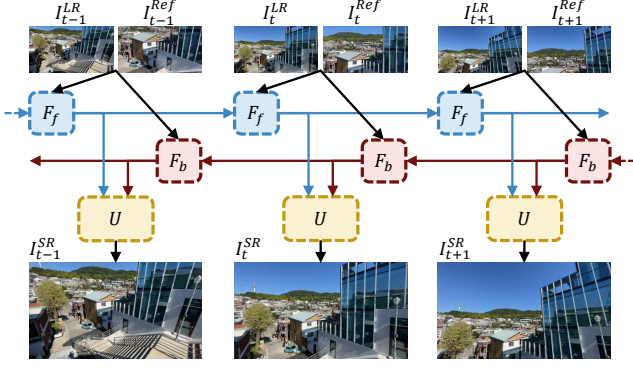 I_{t-1}^{LR} I_{t-1}^{Ref} I_t^{LR} I_t^{Ref} I_{t+1}^{LR} I_{t+1}^{Ref}
F_f F_f F_f
F_b F_b F_b
U U U
I_{t-1}^{SR} I_t^{SR} I_{t+1}^{SR}